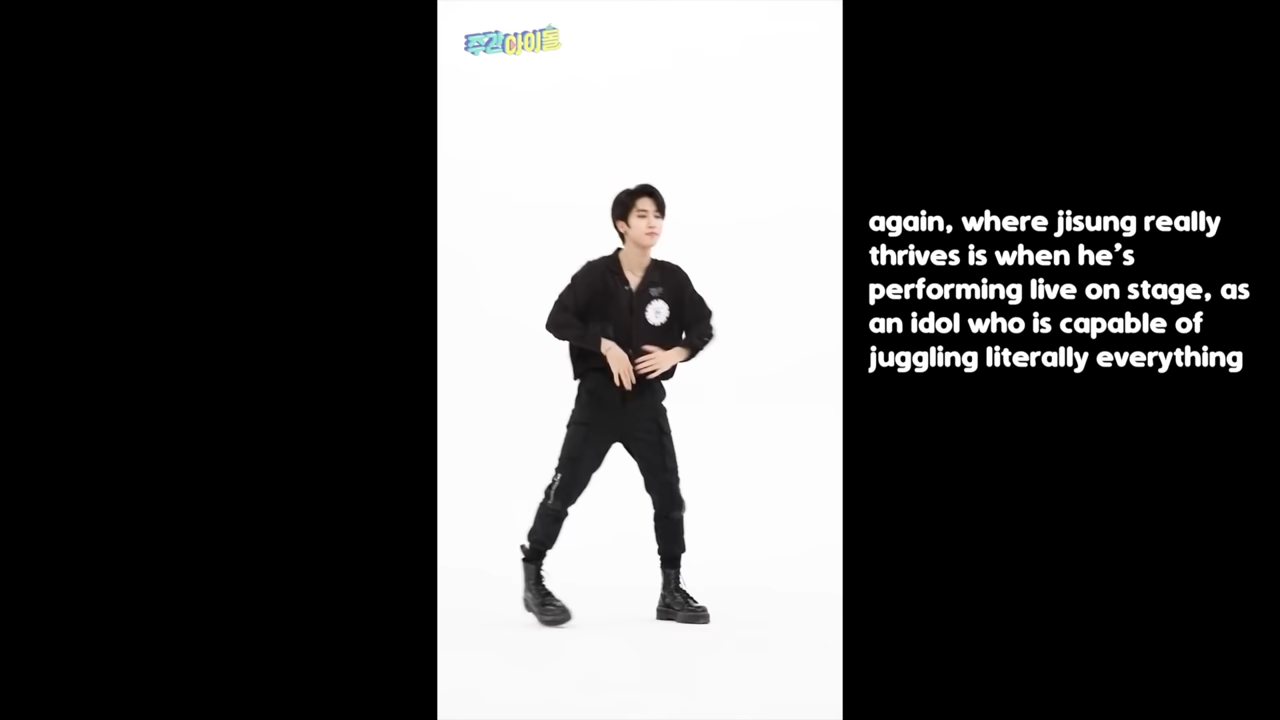 주간아이돌
again, where jisung really
thrives is when he's
performing live on stage, as
an idol who is capable of
juggling literally everything